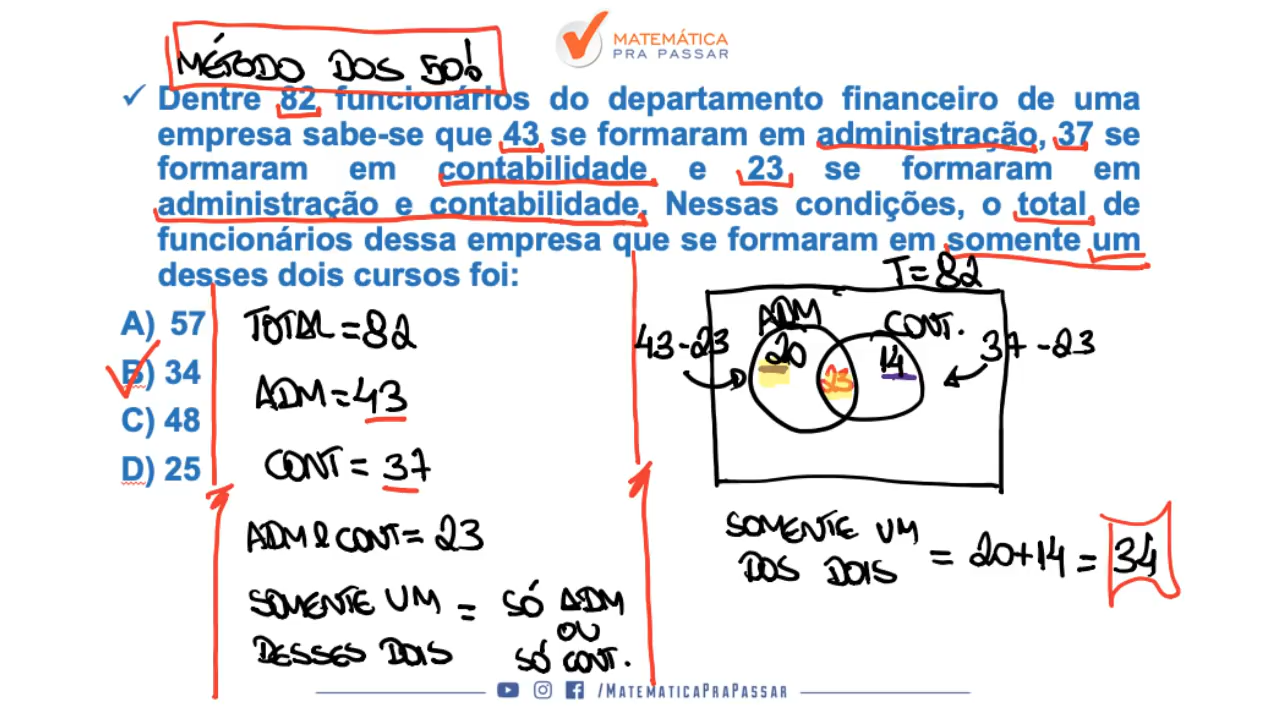 MÉTODO DOS 50!
MATEMÁTICA
PRA PASSAR
✓ Dentre 82 funcionários do departamento financeiro de uma
empresa sabe-se que 43 se formaram em administração, 37 se
formaram em contabilidade e 23 se formaram em
administração e contabilidade. Nessas condições, o total de
funcionários dessa empresa que se formaram em somente um
desses dois cursos foi:
A) 57
B) 34
C) 48
D) 25
TOTAL = 82
ADM = 43
CONT = 37
ADM e CONT = 23
SOMENTE UM = SÓ ADM
OU
DESSES DOIS SÓ CONT.
T = 82
ADM CONT.
43 - 23 20 23 14 37 - 23
SOMENTE UM
DOS DOIS = 20 + 14 = 34
/MATEMATICAPRAPASSAR